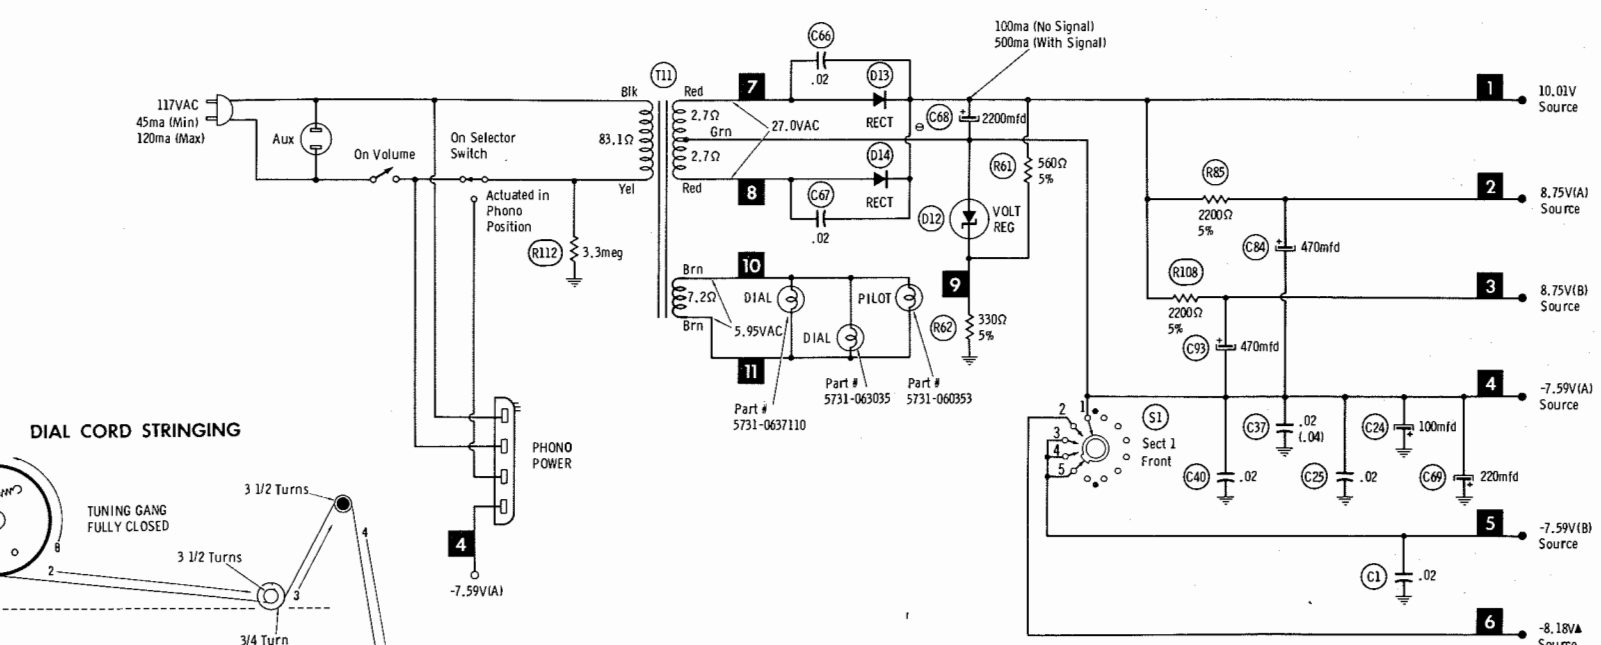 100ma (No Signal)
500ma (With Signal)
C66
.02
T11
Blk
Red
7
D13
RECT
1
10.01V
Source
117VAC
45ma (Min)
120ma (Max)
Aux
On Volume
On Selector
Switch
83.1Ω
2.7Ω
Grn
2.7Ω
27.0VAC
C68
2200mfd
D14
RECT
R61
560Ω
5%
R85
2200Ω
5%
2
8.75V(A)
Source
Yel
Red
8
C67
.02
Actuated in
Phono
Position
R112
3.3meg
D12
VOLT
REG
C84
470mfd
Brn
10
7.2Ω
DIAL
PILOT
9
R108
2200Ω
5%
3
8.75V(B)
Source
Brn
5.95VAC
DIAL
R62
330Ω
5%
C93
470mfd
11
Part #
5731-0637110
Part #
5731-063035
Part #
5731-060353
4
-7.59V(A)
Source
2
1
3
4
5
S1
Sect 1
Front
C37
.02
(.04)
C24
100mfd
C40
.02
C25
.02
C69
220mfd
DIAL CORD STRINGING
PHONO
POWER
3 1/2 Turns
TUNING GANG
FULLY CLOSED
8
4
5
-7.59V(B)
Source
3 1/2 Turns
4
2
3
-7.59V(A)
C1
.02
3/4 Turn
6
-8.18V▲
Source